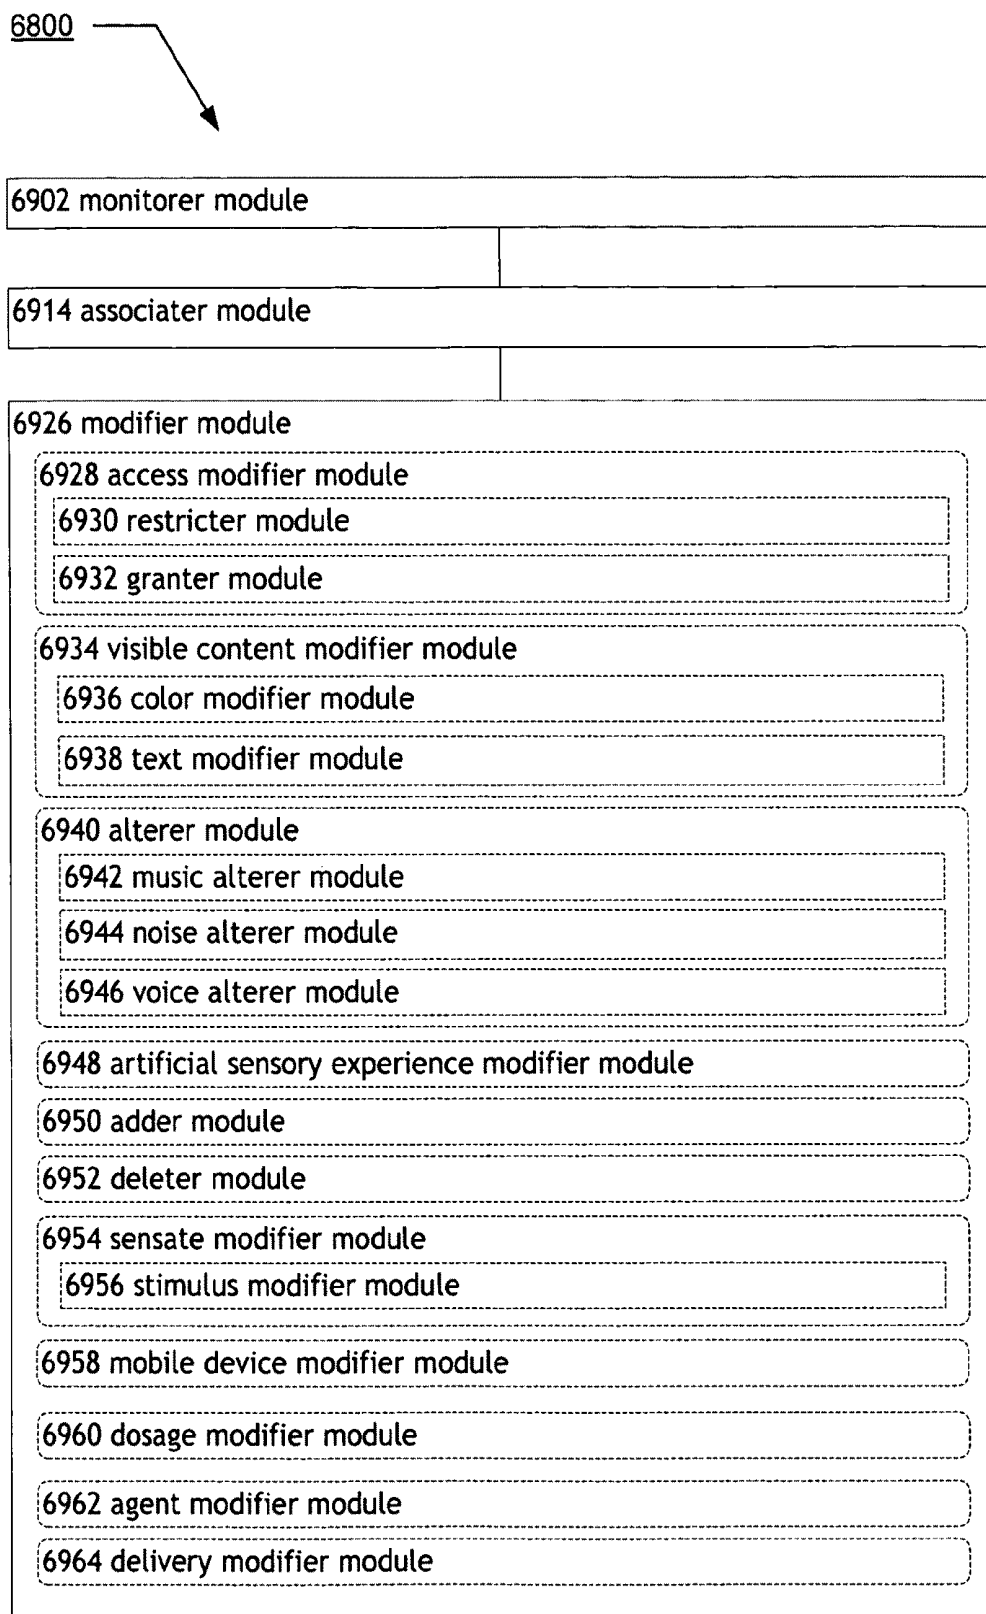 6800
6902 monitorer module
6914 associater module
6926 modifier module
6928 access modifier module
6930 restricter module
6932 granter module
6934 visible content modifier module
6936 color modifier module
6938 text modifier module
6940 alterer module
6942 music alterer module
6944 noise alterer module
6946 voice alterer module
6948 artificial sensory experience modifier module
6950 adder module
6952 deleter module
6954 sensate modifier module
6956 stimulus modifier module
6958 mobile device modifier module
6960 dosage modifier module
6962 agent modifier module
6964 delivery modifier module